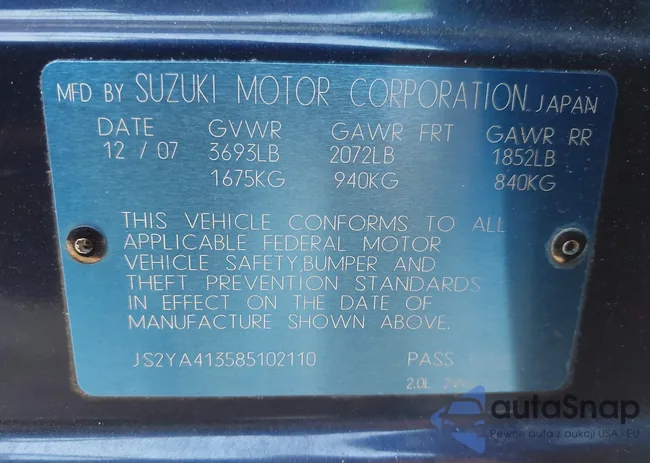 MFD BY SUZUKI MOTOR CORPORATION JAPAN
DATE GVWR GAWR FRT GAWR RR
12 / 07 3693LB 2072LB 1852LB
1675KG 940KG 840KG
THIS VEHICLE CONFORMS TO ALL
APPLICABLE FEDERAL MOTOR
VEHICLE SAFETY,BUMPER AND
THEFT PREVENTION STANDARDS
IN EFFECT ON THE DATE OF
MANUFACTURE SHOWN ABOVE.
JS2YA413585102110 PASS
2.0L
autaSnap
Pewne auta z aukcji USA - EU